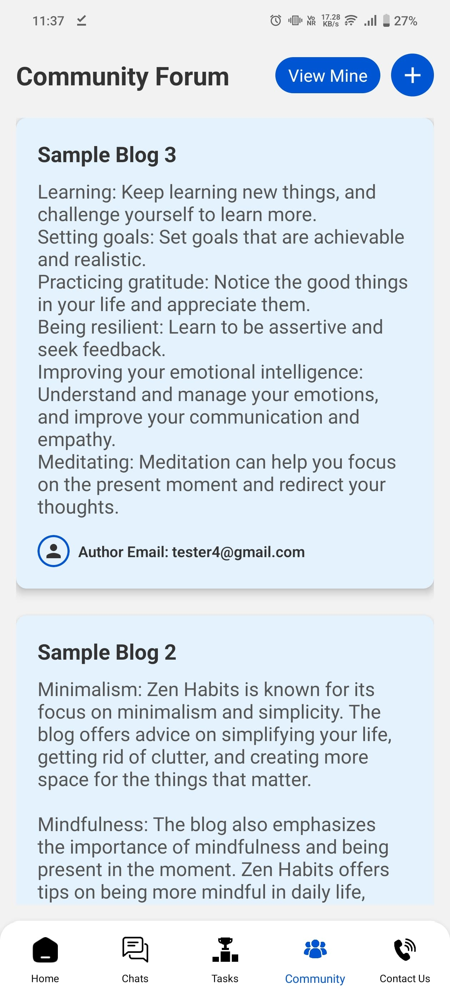 11:37
Vo
NR
17.28
KB/s
27%
Community Forum
View Mine
+
Sample Blog 3
Learning: Keep learning new things, and
challenge yourself to learn more.
Setting goals: Set goals that are achievable
and realistic.
Practicing gratitude: Notice the good things
in your life and appreciate them.
Being resilient: Learn to be assertive and
seek feedback.
Improving your emotional intelligence:
Understand and manage your emotions,
and improve your communication and
empathy.
Meditating: Meditation can help you focus
on the present moment and redirect your
thoughts.
Author Email: tester4@gmail.com
Sample Blog 2
Minimalism: Zen Habits is known for its
focus on minimalism and simplicity. The
blog offers advice on simplifying your life,
getting rid of clutter, and creating more
space for the things that matter.
Mindfulness: The blog also emphasizes
the importance of mindfulness and being
present in the moment. Zen Habits offers
tips on being more mindful in daily life,
Home
Chats
Tasks
Community
Contact Us